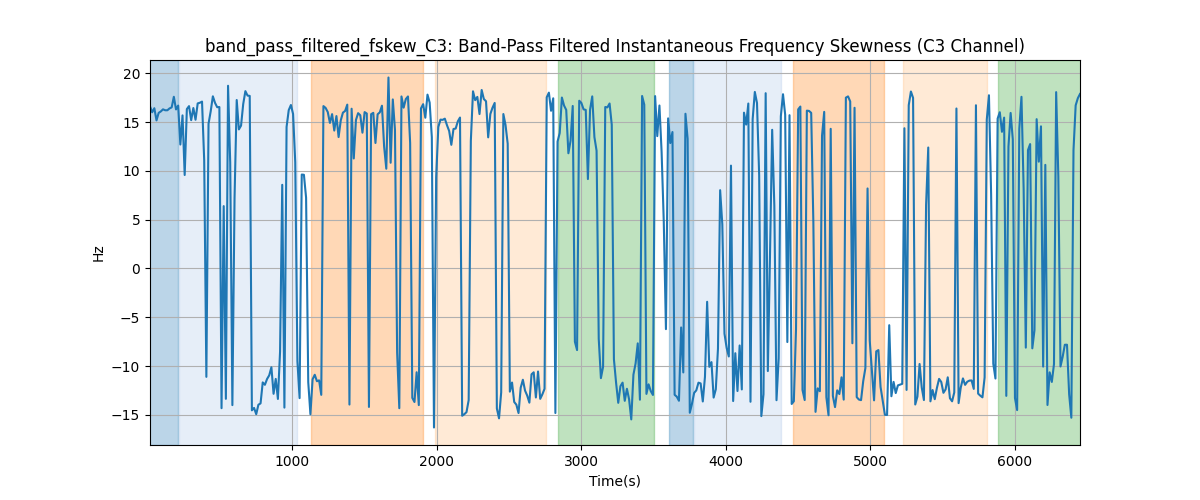 band_pass_filtered_fskew_C3: Band-Pass Filtered Instantaneous Frequency Skewness (C3 Channel)
20
15
10
5
0
−5
−10
−15
Hz
1000 2000 3000 4000 5000 6000
Time(s)